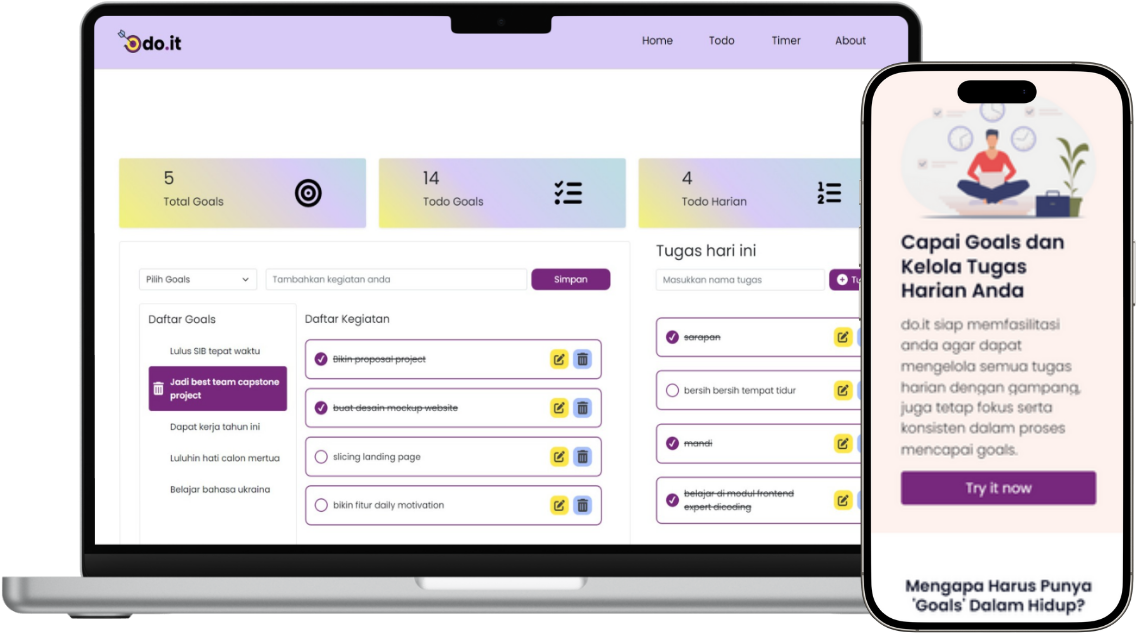 do.it
Home Todo Timer About
5
Total Goals
14
Todo Goals
4
Todo Harian
1
2
Pilih Goals
Tambahkan kegiatan anda
Simpan
Daftar Goals
Lulus SIB tepat waktu
Jadi best team capstone
project
Dapat kerja tahun ini
Luluhin hati calon mertua
Belajar bahasa ukraina
Daftar Kegiatan
Bikin proposal project
buat desain mockup website
slicing landing page
bikin fitur daily motivation
Tugas hari ini
Masukkan nama tugas
sarapan
bersih bersih tempat tidur
mandi
belajar di modul frontend
expert dicoding
Capai Goals dan
Kelola Tugas
Harian Anda
do.it siap memfasilitasi
anda agar dapat
mengelola semua tugas
harian dengan gampang,
juga tetap fokus serta
konsisten dalam proses
mencapai goals.
Try it now
Mengapa Harus Punya
'Goals' Dalam Hidup?